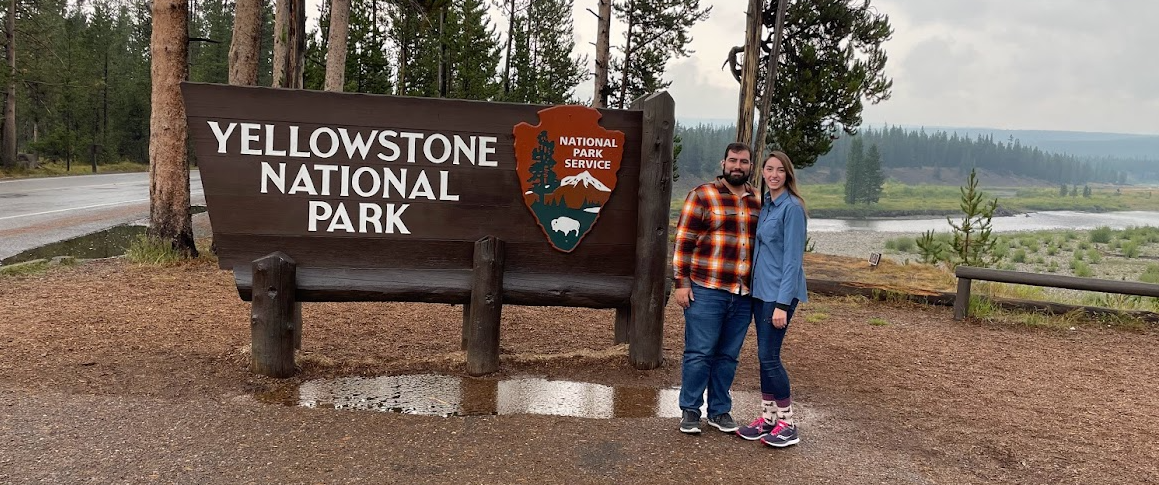 YELLOWSTONE
NATIONAL
PARK
NATIONAL
PARK
SERVICE